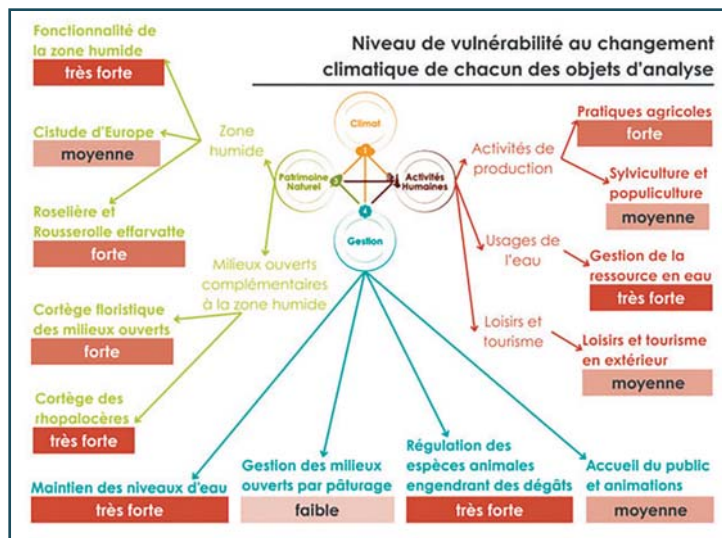 Niveau de vulnérabilité au changement
climatique de chacun des objets d'analyse
Fonctionnalité de
la zone humide
très forte
Cistude d'Europe
moyenne
Zone
humide
Roselière et
Rousserolle effarvatte
forte
Milieux ouverts
complémentaires
à la zone humide
Cortège floristique
des milieux ouverts
forte
Cortège des
rhopalocères
très forte
Climat
1
Patrimoine
Naturel
Activités
Humaines
4
Gestion
Activités de
production
Pratiques agricoles
forte
Sylviculture et
populiculture
moyenne
Usages de
l'eau
Gestion de la
ressource en eau
très forte
Loisirs et
tourisme
Loisirs et tourisme
en extérieur
moyenne
Maintien des niveaux d'eau
très forte
Gestion des milieux
ouverts par pâturage
faible
Régulation des
espèces animales
engendrant des dégâts
très forte
Accueil du public
et animations
moyenne